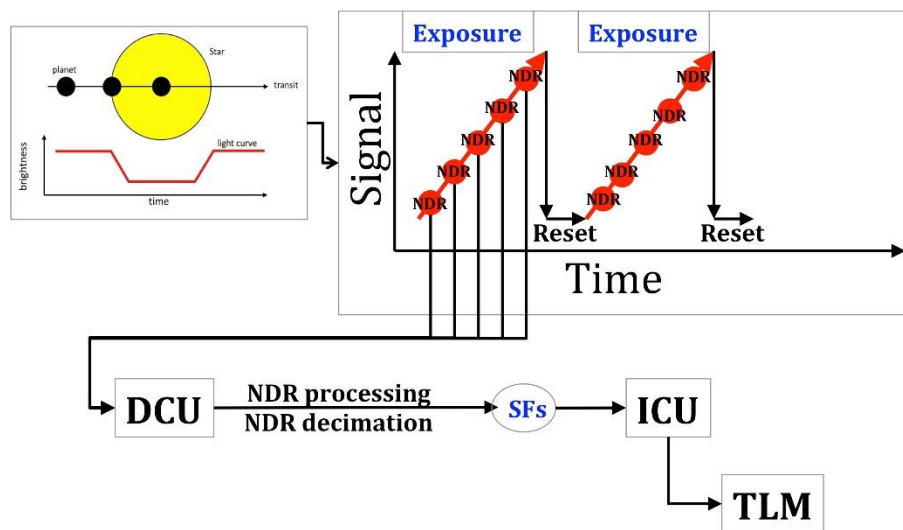 Star
planet
transit
light curve
brightness
time
Exposure
Exposure
Signal
NDR
NDR
NDR
NDR
NDR
NDR
NDR
NDR
NDR
NDR
Reset
Reset
Time
DCU
NDR processing
NDR decimation
SFs
ICU
TLM